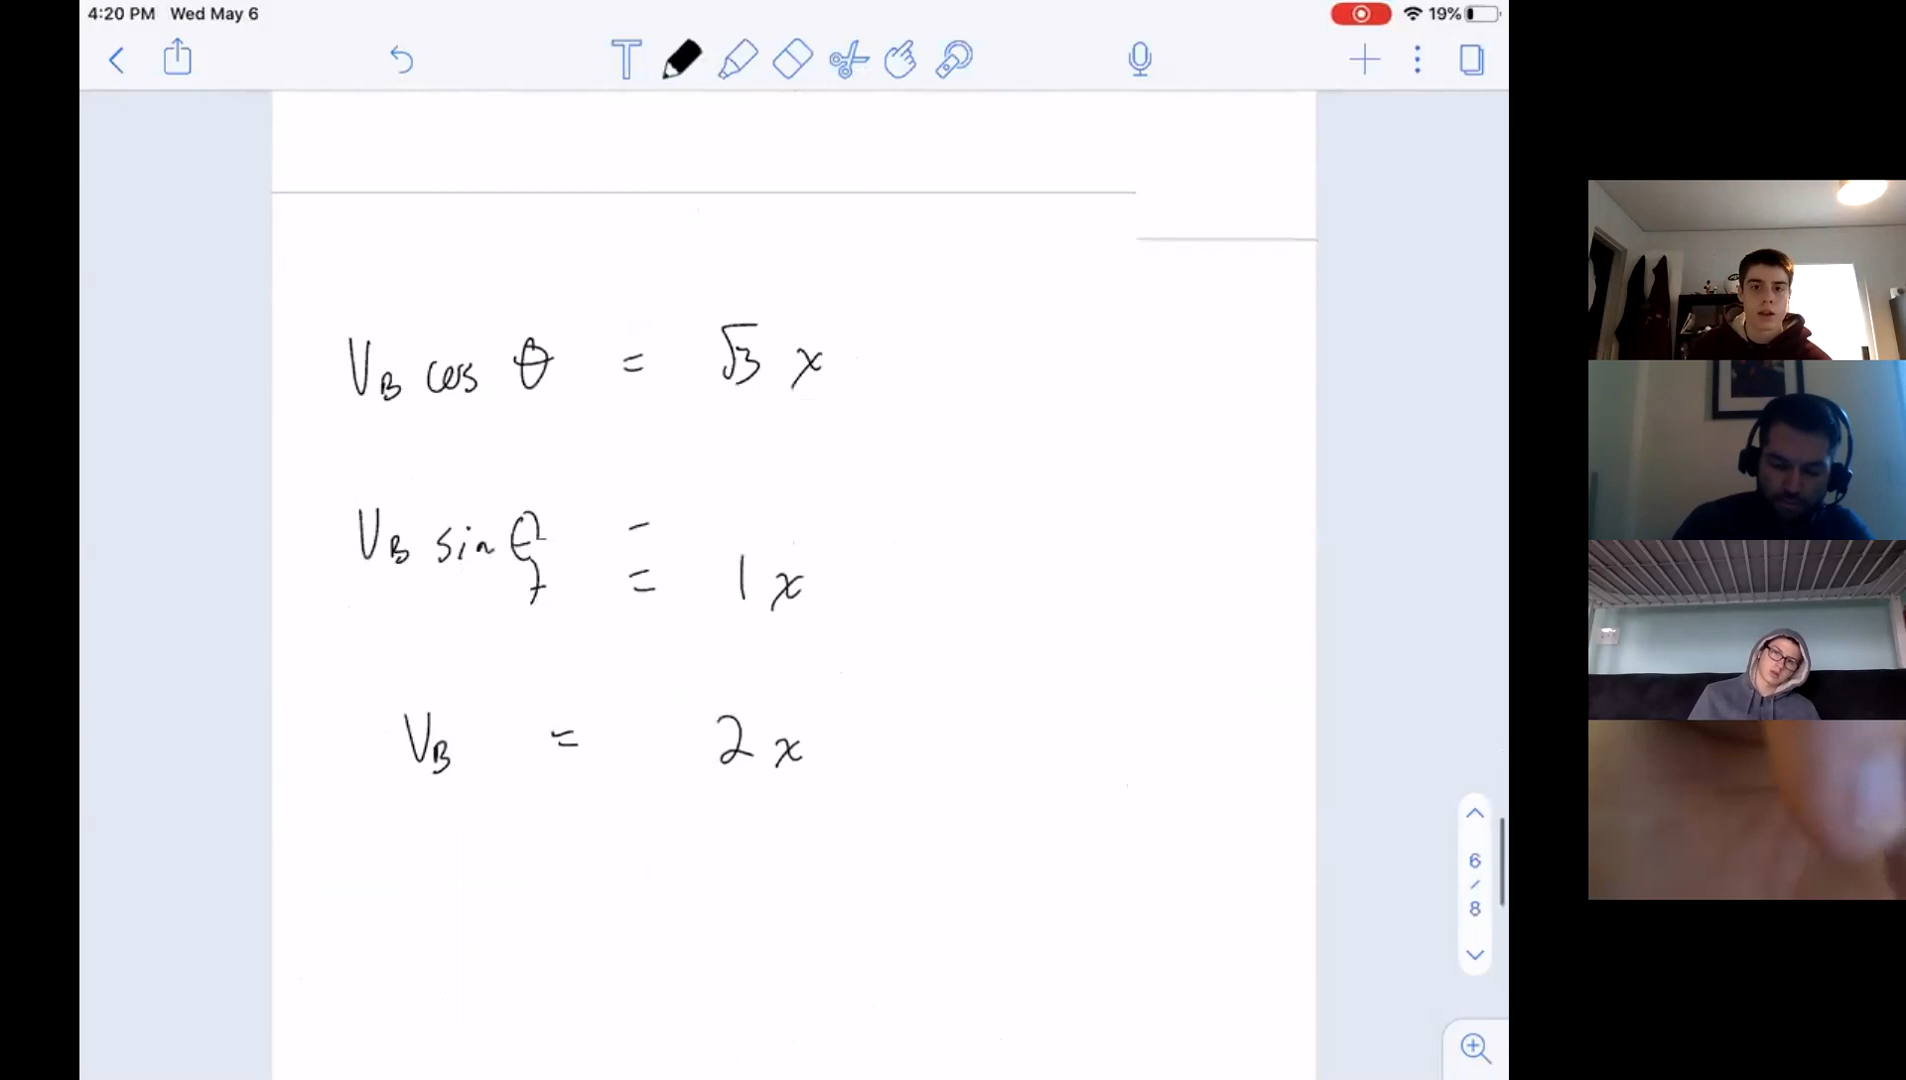 4:20 PM Wed May 6
19%
T
V_B cos θ = √3 x
V_B sin θ =
= 1 x
V_B = 2 x
6
/
8